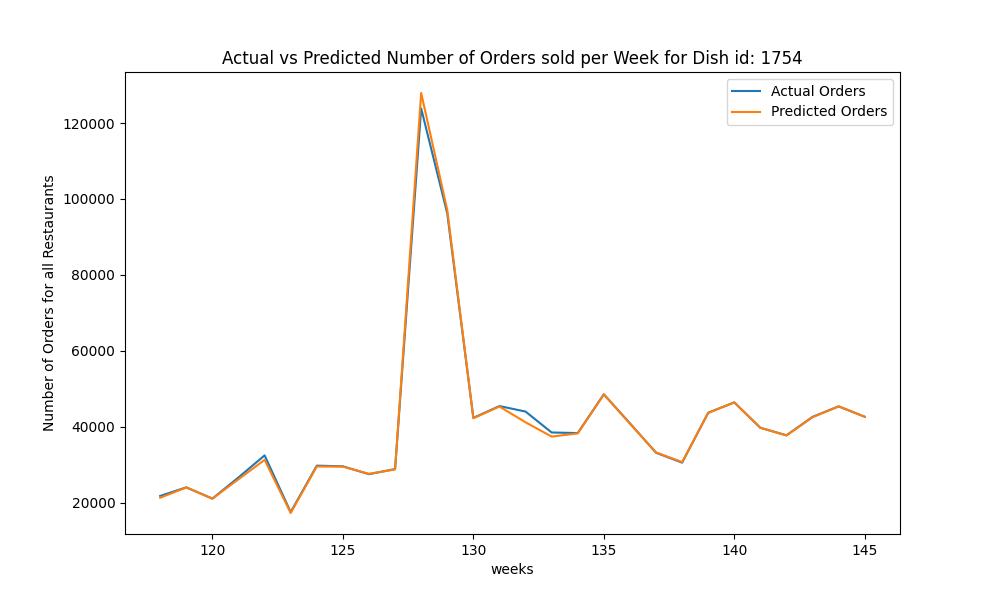 Actual vs Predicted Number of Orders sold per Week for Dish id: 1754
Actual Orders
Predicted Orders
Number of Orders for all Restaurants
120000
100000
80000
60000
40000
20000
120 125 130 135 140 145
weeks